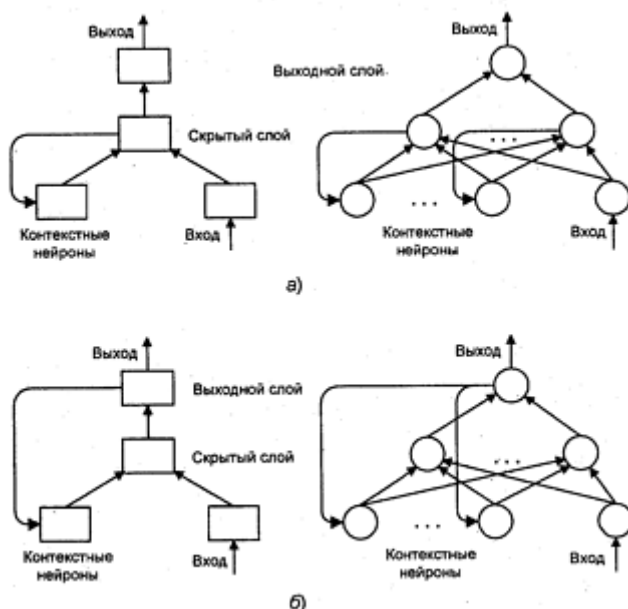 Выход
Выход
Выходной слой
Скрытый слой
Контекстные
нейроны
Вход
Контекстные
нейроны
Вход
а)
Выход
Выход
Выходной слой
Скрытый слой
Контекстные
нейроны
Вход
Контекстные
нейроны
Вход
б)